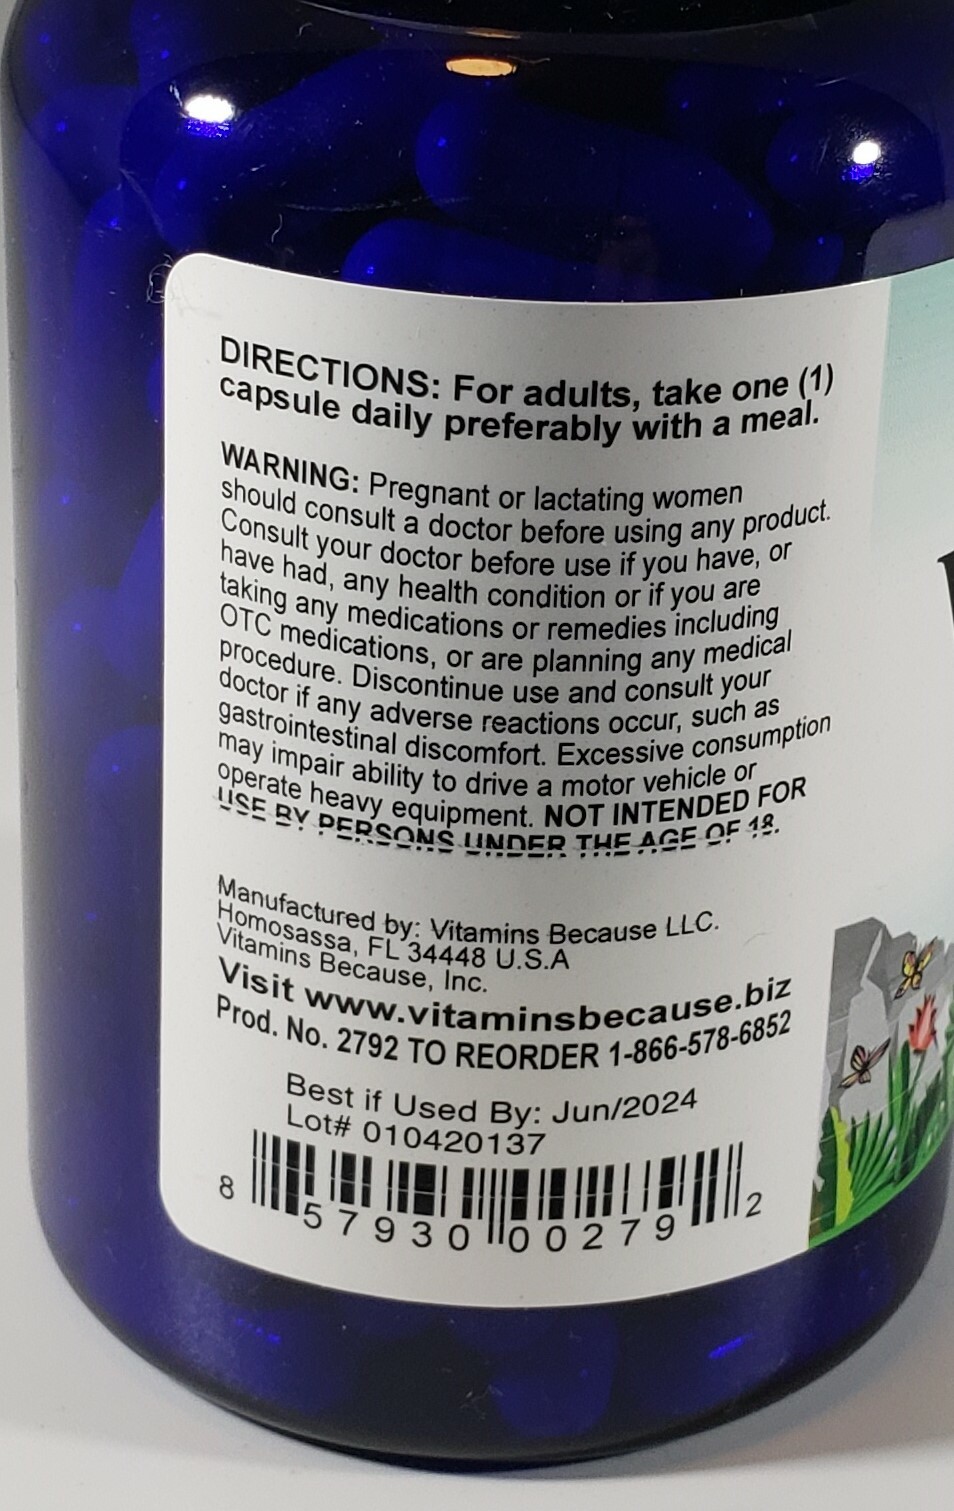 DIRECTIONS: For adults, take one (1)
capsule daily preferably with a meal.
WARNING: Pregnant or lactating women
should consult a doctor before using any product.
Consult your doctor before use if you have, or
have had, any health condition or if you are
taking any medications or remedies including
OTC medications, or are planning any medical
procedure. Discontinue use and consult your
doctor if any adverse reactions occur, such as
gastrointestinal discomfort. Excessive consumption
may impair ability to drive a motor vehicle or
operate heavy equipment. NOT INTENDED FOR
USE BY PERSONS UNDER THE AGE OF 18.
Manufactured by: Vitamins Because LLC.
Homosassa, FL 34448 U.S.A
Vitamins Because, Inc.
Visit www.vitaminsbecause.biz
Prod. No. 2792 TO REORDER 1-866-578-6852
Best if Used By: Jun/2024
Lot# 010420137
8 57930 00279 2